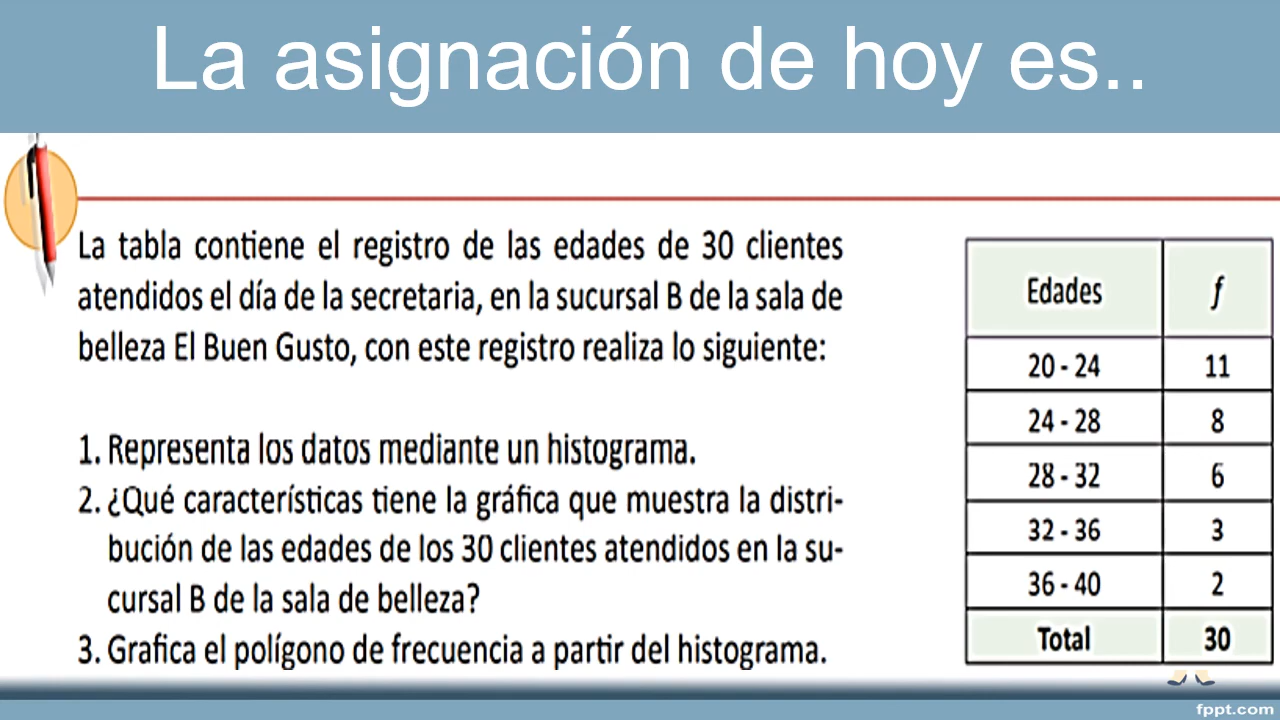 La asignación de hoy es..
La tabla contiene el registro de las edades de 30 clientes
atendidos el día de la secretaria, en la sucursal B de la sala de
belleza El Buen Gusto, con este registro realiza lo siguiente:
1. Representa los datos mediante un histograma.
2. ¿Qué características tiene la gráfica que muestra la distri-
bución de las edades de los 30 clientes atendidos en la su-
cursal B de la sala de belleza?
3. Grafica el polígono de frecuencia a partir del histograma.
Edades f
20 - 24 11
24 - 28 8
28 - 32 6
32 - 36 3
36 - 40 2
Total 30
fppt.com